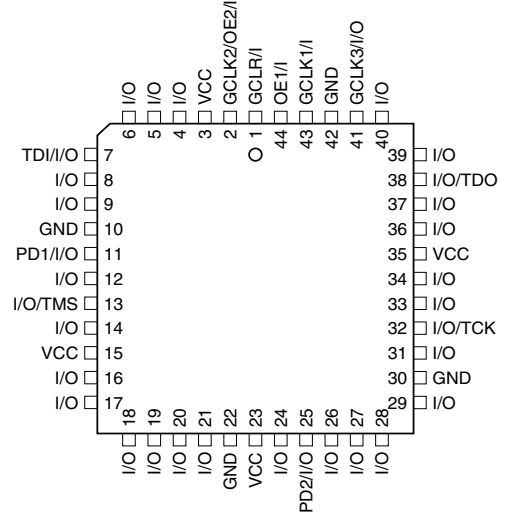 I/O
I/O
I/O
VCC
GCLK2/OE2/I
GCLR/I
OE1/I
GCLK1/I
GND
GCLK3/I/O
I/O
6
5
4
3
2
1
44
43
42
41
40
TDI/I/O 7
I/O 8
I/O 9
GND 10
PD1/I/O 11
I/O 12
I/O/TMS 13
I/O 14
VCC 15
I/O 16
I/O 17
39 I/O
38 I/O/TDO
37 I/O
36 I/O
35 VCC
34 I/O
33 I/O
32 I/O/TCK
31 I/O
30 GND
29 I/O
18
19
20
21
22
23
24
25
26
27
28
I/O
I/O
I/O
I/O
GND
VCC
I/O
PD2/I/O
I/O
I/O
I/O